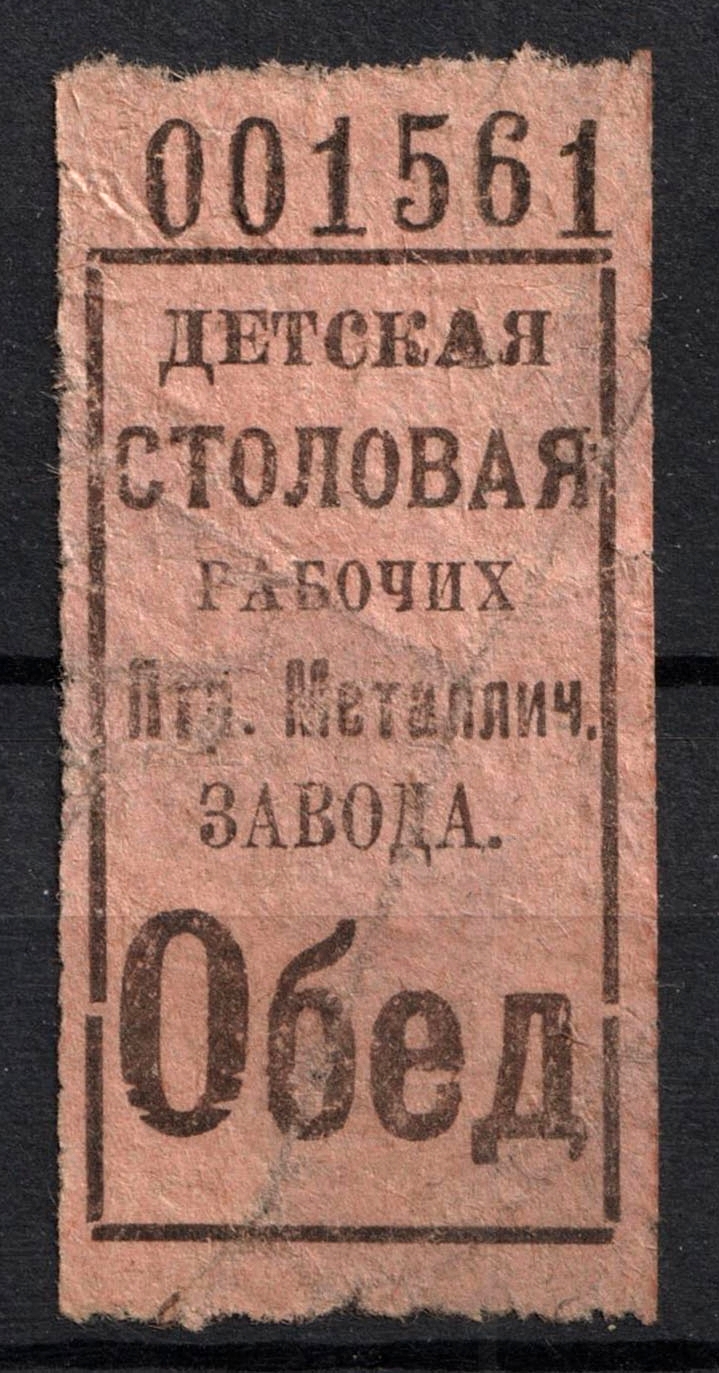 001561
ДЕТСКАЯ
СТОЛОВАЯ
РАБОЧИХ
Птр. Металлич.
ЗАВОДА.
Обед